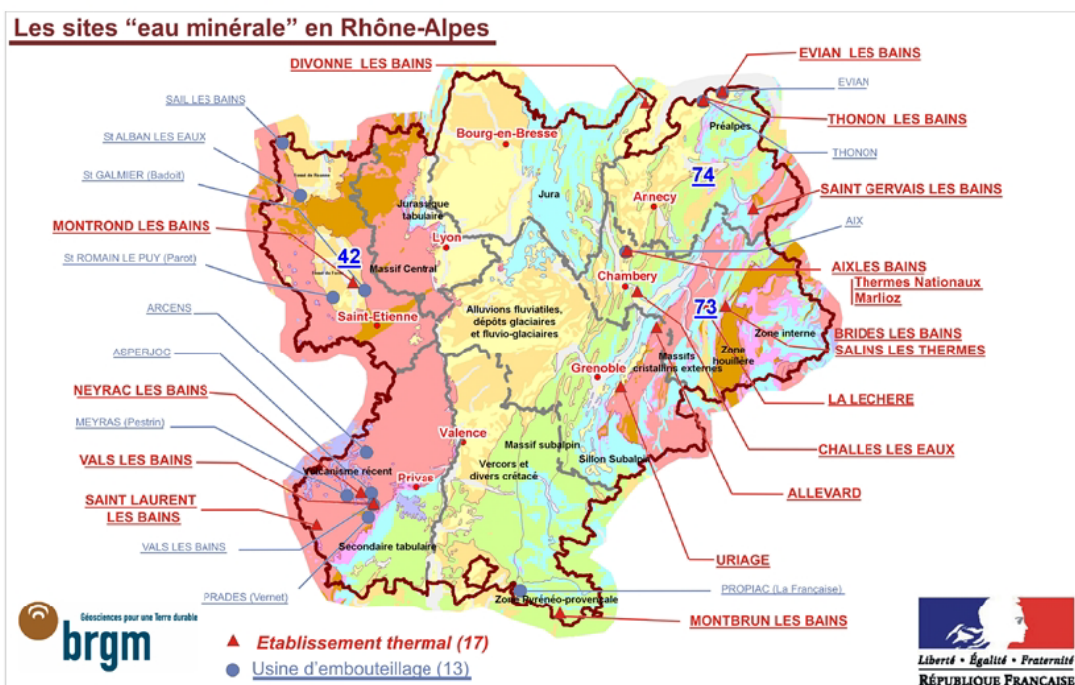 Les sites “eau minérale” en Rhône-Alpes
EVIAN LES BAINS
DIVONNE LES BAINS
EVIAN
SAIL LES BAINS
THONON LES BAINS
Bourg-en-Bresse
Préalpes
St ALBAN LES EAUX
THONON
74
St GALMIER (Badoit)
SAINT GERVAIS LES BAINS
Jura
Annecy
Jurassique
tabulaire
MONTROND LES BAINS
AIX
Lyon
42
St ROMAIN LE PUY (Parot)
Massif Central
AIXLES BAINS
Chambery
Thermes Nationaux
Marlioz
73
ARCENS
Saint-Etienne
Alluvions fluviatiles,
dépôts glaciaires
et fluvio-glaciaires
Zone interne
BRIDES LES BAINS
SALINS LES THERMES
ASPERJOC
Zone
houillère
Massifs
cristallins externes
Grenoble
NEYRAC LES BAINS
LA LECHERE
MEYRAS (Pestrin)
Valence
Massif subalpin
CHALLES LES EAUX
VALS LES BAINS
Sillon Subalpin
Vercors et
divers crétacé
Volcanisme récent
Privas
ALLEVARD
SAINT LAURENT
LES BAINS
VALS LES BAINS
Secondaire tabulaire
URIAGE
PRADES (Vernet)
PROPIAC (La Française)
Zone Pyrénéo-provençale
MONTBRUN LES BAINS
Géosciences pour une Terre durable
brgm
Etablissement thermal (17)
Usine d’embouteillage (13)
Liberté • Égalité • Fraternité
RÉPUBLIQUE FRANÇAISE